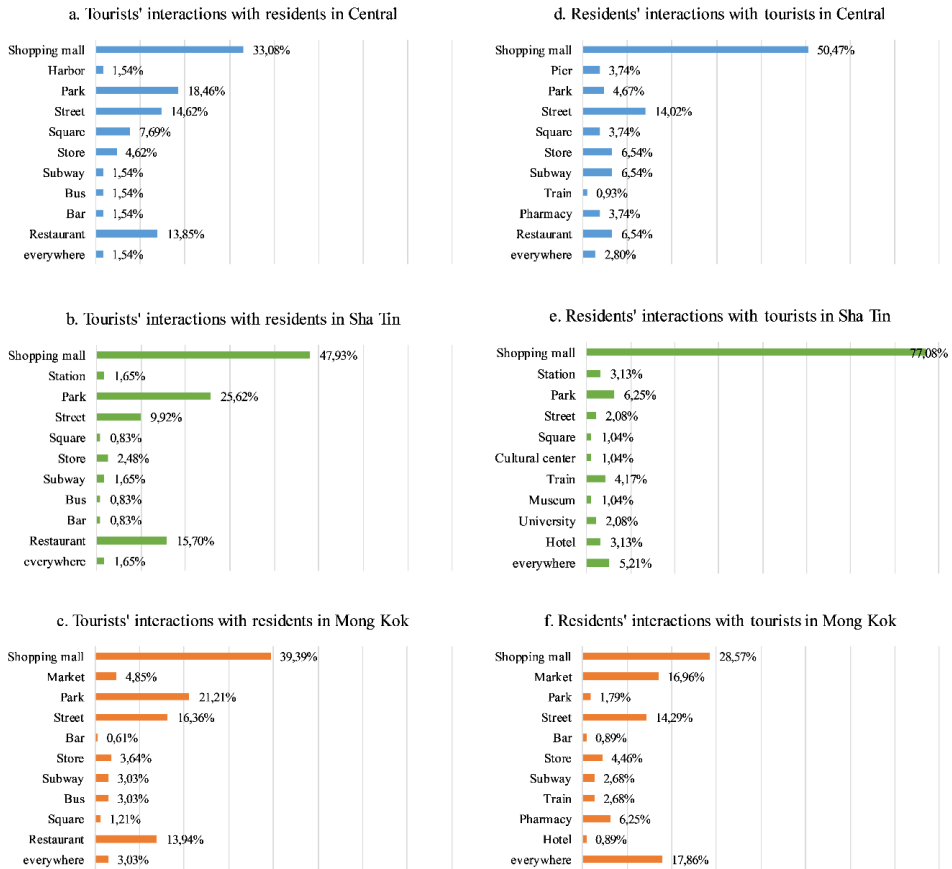 a. Tourists' interactions with residents in Central
Shopping mall 33,08%
Harbor 1,54%
Park 18,46%
Street 14,62%
Square 7,69%
Store 4,62%
Subway 1,54%
Bus 1,54%
Bar 1,54%
Restaurant 13,85%
everywhere 1,54%
d. Residents' interactions with tourists in Central
Shopping mall 50,47%
Pier 3,74%
Park 4,67%
Street 14,02%
Square 3,74%
Store 6,54%
Subway 6,54%
Train 0,93%
Pharmacy 3,74%
Restaurant 6,54%
everywhere 2,80%
b. Tourists' interactions with residents in Sha Tin
Shopping mall 47,93%
Station 1,65%
Park 25,62%
Street 9,92%
Square 0,83%
Store 2,48%
Subway 1,65%
Bus 0,83%
Bar 0,83%
Restaurant 15,70%
everywhere 1,65%
e. Residents' interactions with tourists in Sha Tin
Shopping mall 77,08%
Station 3,13%
Park 6,25%
Street 2,08%
Square 1,04%
Cultural center 1,04%
Train 4,17%
Museum 1,04%
University 2,08%
Hotel 3,13%
everywhere 5,21%
c. Tourists' interactions with residents in Mong Kok
Shopping mall 39,39%
Market 4,85%
Park 21,21%
Street 16,36%
Bar 0,61%
Store 3,64%
Subway 3,03%
Bus 3,03%
Square 1,21%
Restaurant 13,94%
everywhere 3,03%
f. Residents' interactions with tourists in Mong Kok
Shopping mall 28,57%
Market 16,96%
Park 1,79%
Street 14,29%
Bar 0,89%
Store 4,46%
Subway 2,68%
Train 2,68%
Pharmacy 6,25%
Hotel 0,89%
everywhere 17,86%